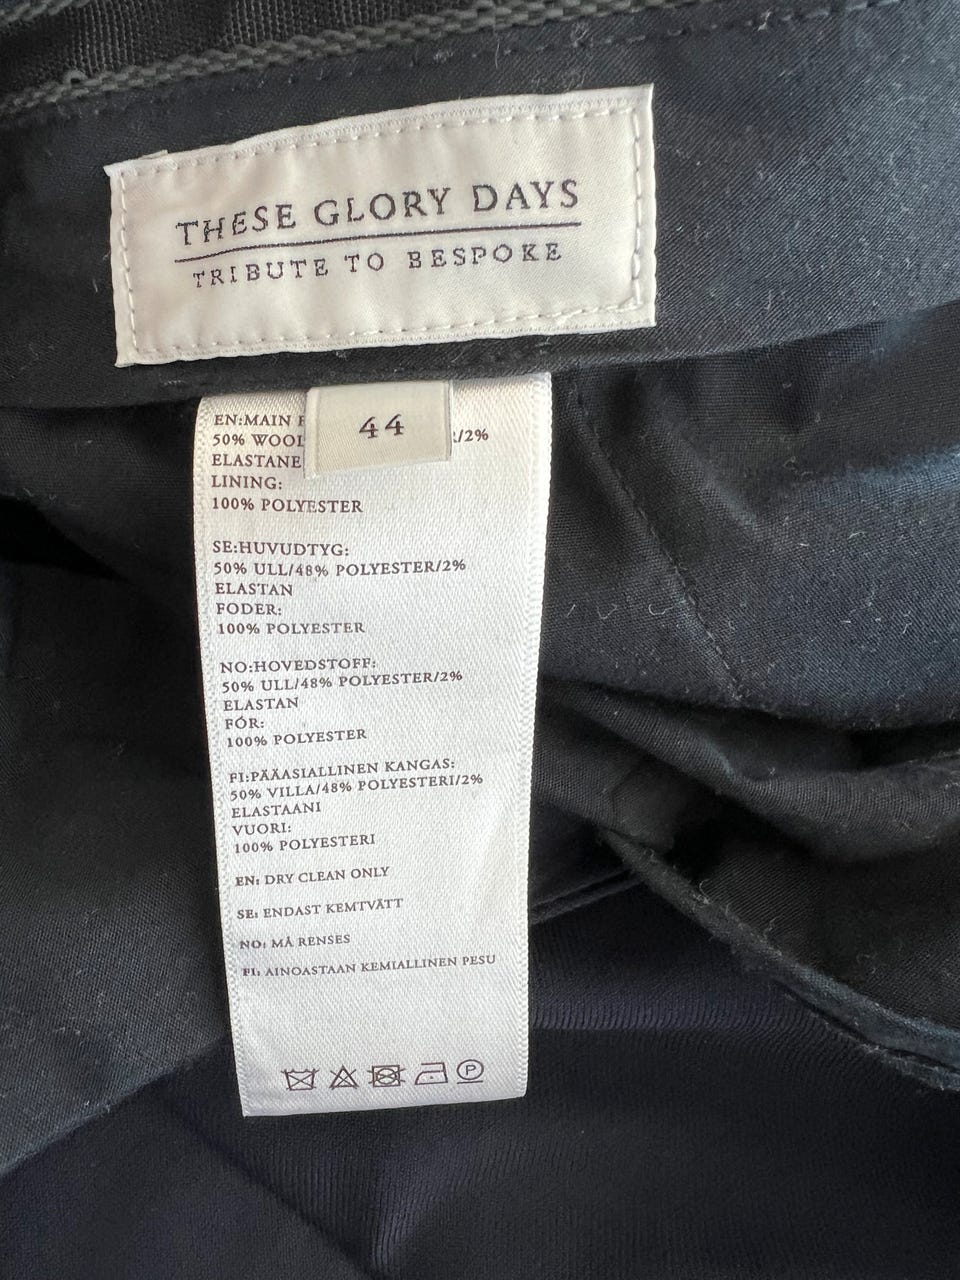 THESE GLORY DAYS
TRIBUTE TO BESPOKE
44
EN:MAIN
50% WOOL /2%
ELASTANE
LINING:
100% POLYESTER
SE:HUVUDTYG:
50% ULL/48% POLYESTER/2%
ELASTAN
FODER:
100% POLYESTER
NO:HOVEDSTOFF:
50% ULL/48% POLYESTER/2%
ELASTAN
FÓR:
100% POLYESTER
FI:PÄÄASIALLINEN KANGAS:
50% VILLA/48% POLYESTERI/2%
ELASTAANI
VUORI:
100% POLYESTERI
EN: DRY CLEAN ONLY
SE: ENDAST KEMTVÄTT
NO: MÅ RENSES
FI: AINOASTAAN KEMIALLINEN PESU
P